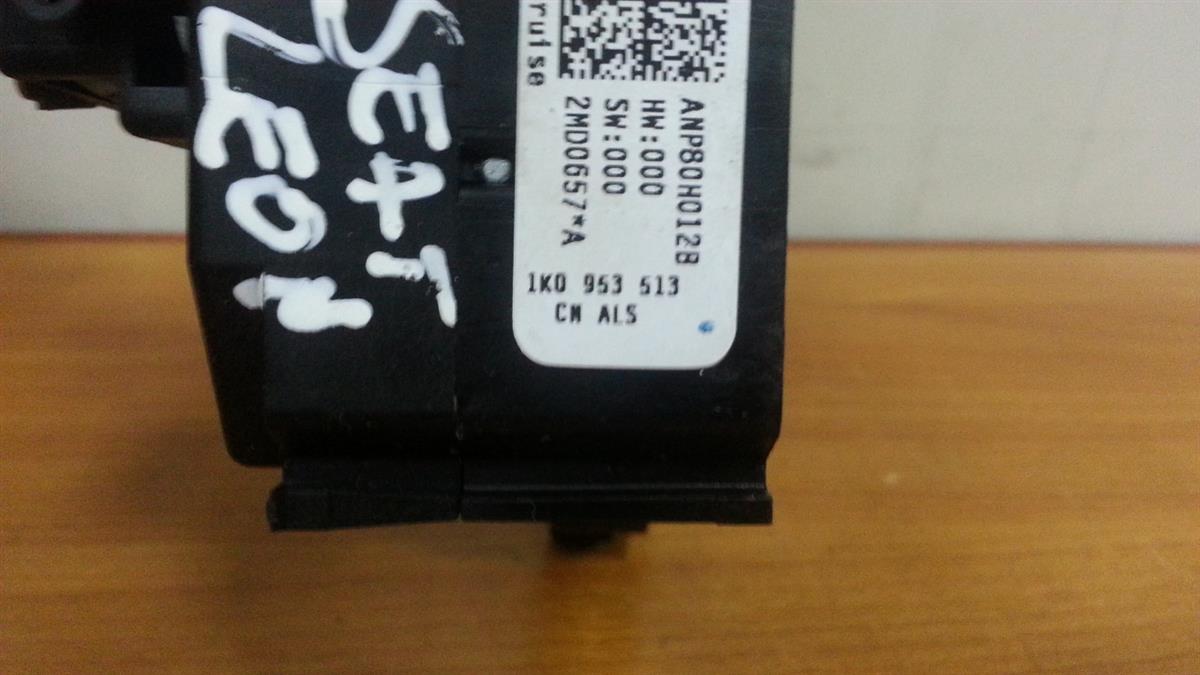 SEAT
LEON
ruise
ANP80H012B
HW:000
SW:000
2MD0657*A
1K0 953 513
CN ALS